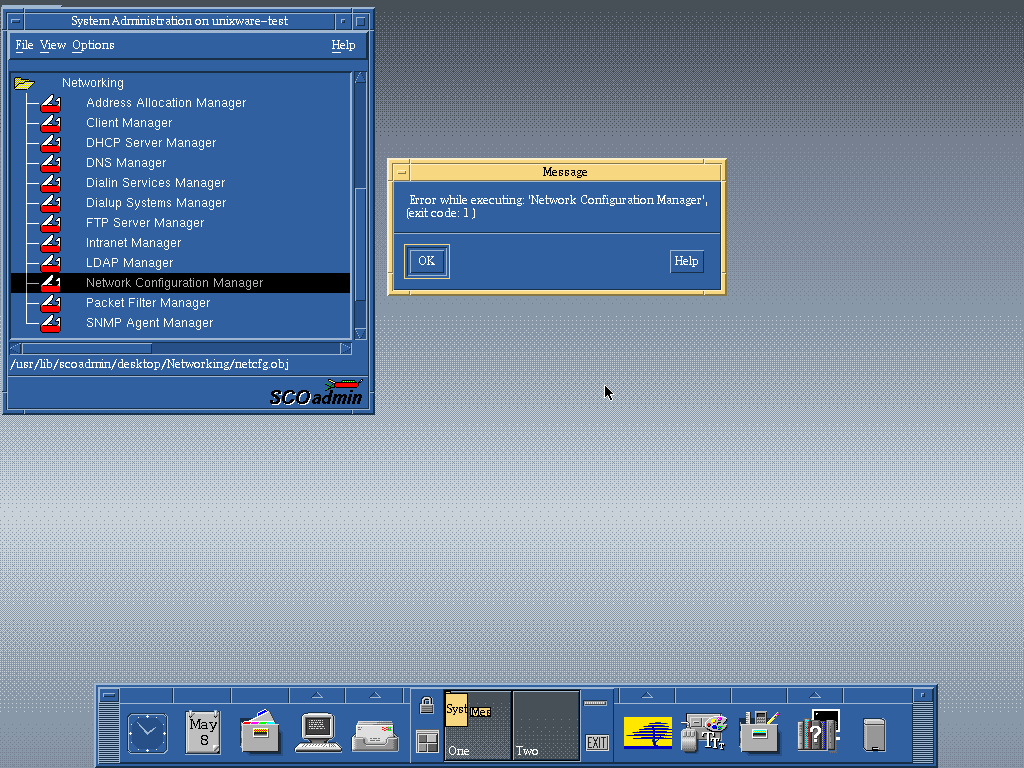 System Administration on unixware-test
File View Options Help
Networking
Address Allocation Manager
Client Manager
DHCP Server Manager
DNS Manager
Dialin Services Manager
Dialup Systems Manager
FTP Server Manager
Intranet Manager
LDAP Manager
Network Configuration Manager
Packet Filter Manager
SNMP Agent Manager
/usr/lib/scoadmin/desktop/Networking/netcfg.obj
SCOadmin
Message
Error while executing: 'Network Configuration Manager',
(exit code: 1 )
OK Help
May
8
Syst
Mes
One
Two
EXIT
?